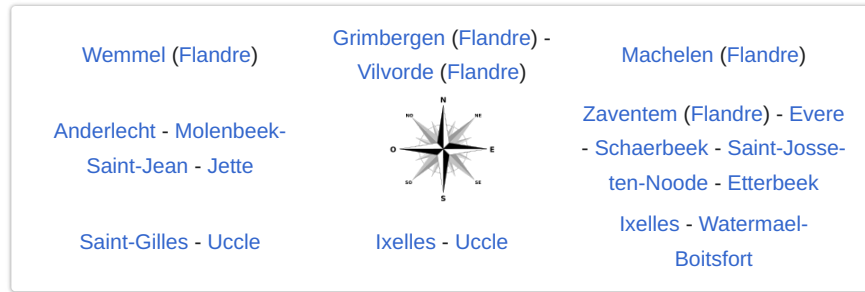 Wemmel (Flandre)
Grimbergen (Flandre) -
Vilvorde (Flandre)
Machelen (Flandre)
Anderlecht - Molenbeek-
Saint-Jean - Jette
N
NO
NE
O
E
SO
SE
S
Zaventem (Flandre) - Evere
- Schaerbeek - Saint-Josse-
ten-Noode - Etterbeek
Saint-Gilles - Uccle
Ixelles - Uccle
Ixelles - Watermael-
Boitsfort